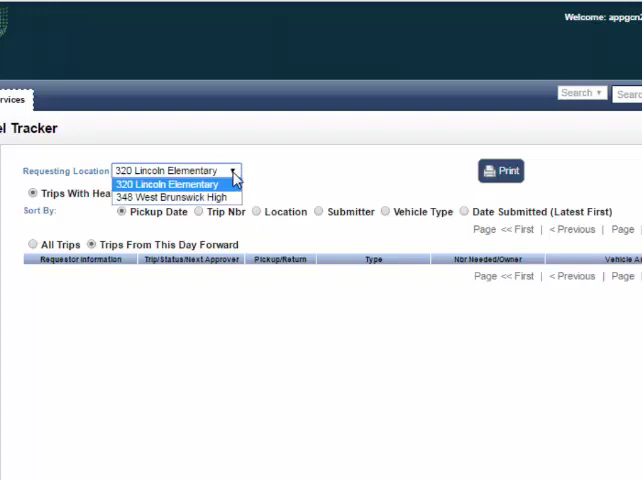 Welcome: appgcn2
rvices
Search ▾
Searc
el Tracker
Requesting Location 320 Lincoln Elementary
Print
320 Lincoln Elementary
348 West Brunswick High
Trips With Hea
Sort By: Pickup Date Trip Nbr Location Submitter Vehicle Type Date Submitted (Latest First)
Page << First | < Previous | Page |
All Trips Trips From This Day Forward
Requestor Information Trip/Status/Next Approver Pickup/Return Type Nbr Needed/Owner Vehicle A
Page << First | < Previous | Page |